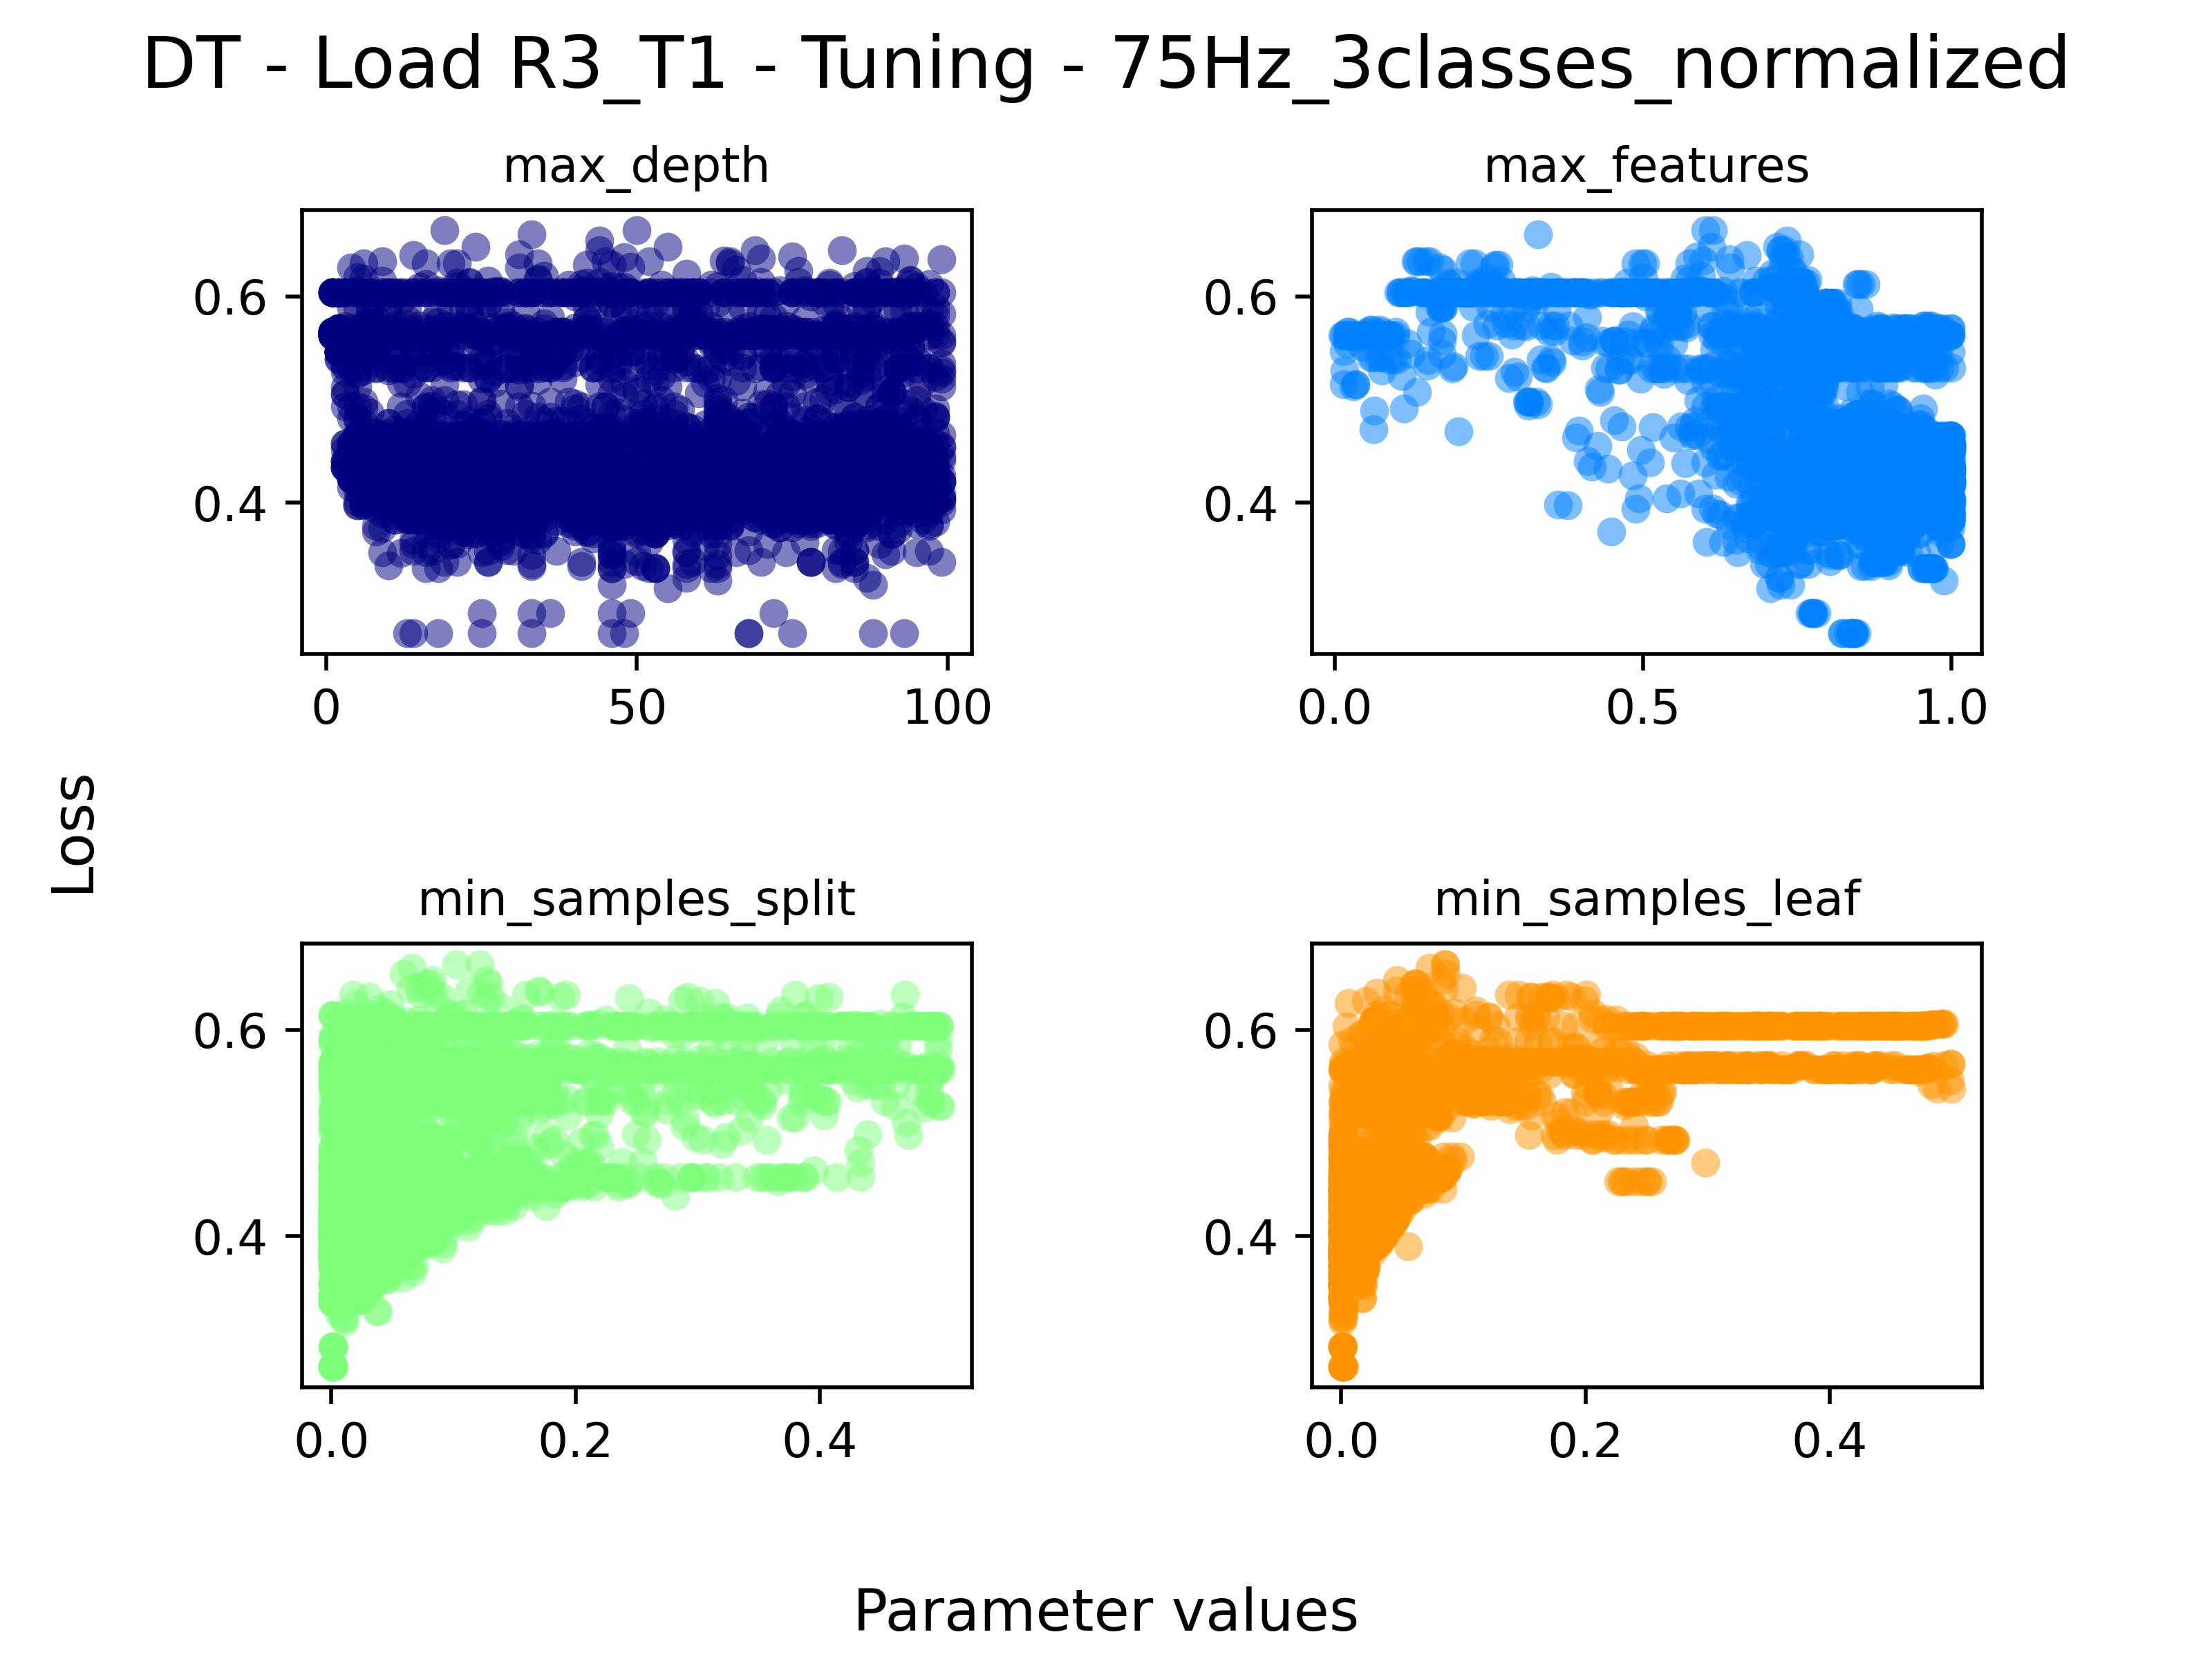 DT - Load R3_T1 - Tuning - 75Hz_3classes_normalized
max_depth
max_features
0.6
0.4
0
50
100
0.6
0.4
0.0
0.5
1.0
Loss
min_samples_split
min_samples_leaf
0.6
0.4
0.0
0.2
0.4
0.6
0.4
0.0
0.2
0.4
Parameter values